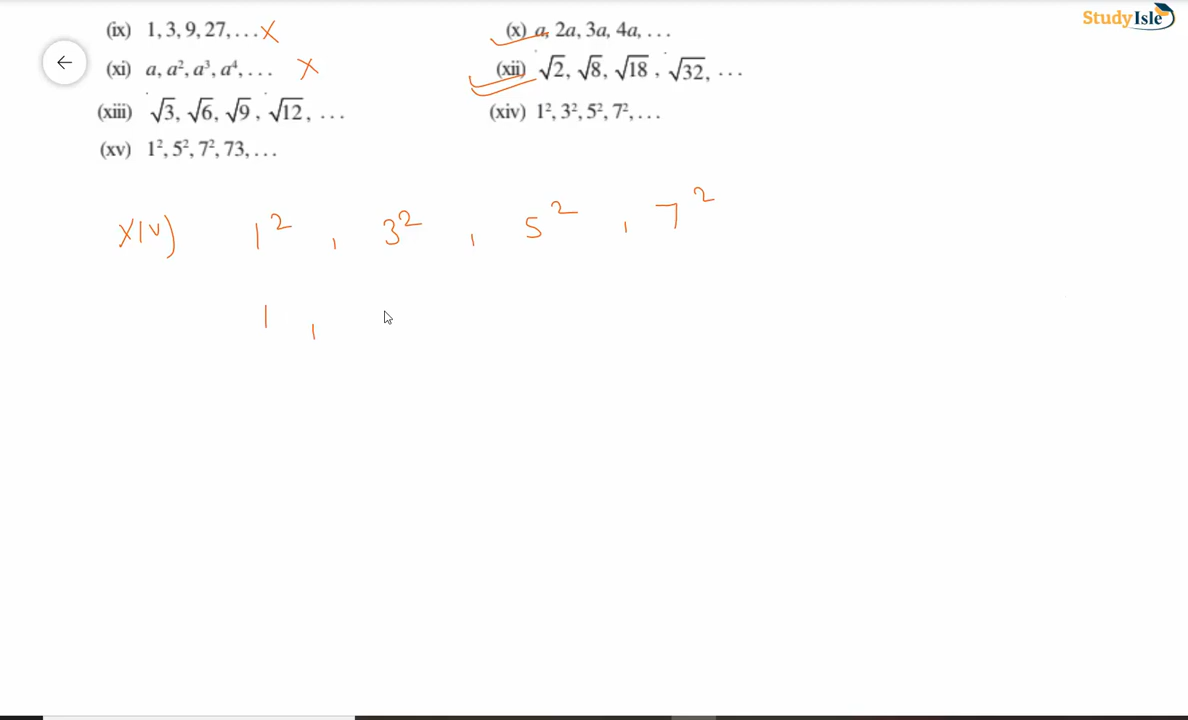 StudyIsle
(ix) 1, 3, 9, 27, . . . X (x) a, 2a, 3a, 4a, . . .
(xi) a, a², a³, a⁴, . . . X (xii) √2, √8, √18 , √32, . . .
(xiii) √3, √6, √9 , √12, . . . (xiv) 1², 3², 5², 7², . . .
(xv) 1², 5², 7², 73, . . .
XIV) 1² , 3² , 5² , 7²
1 ,